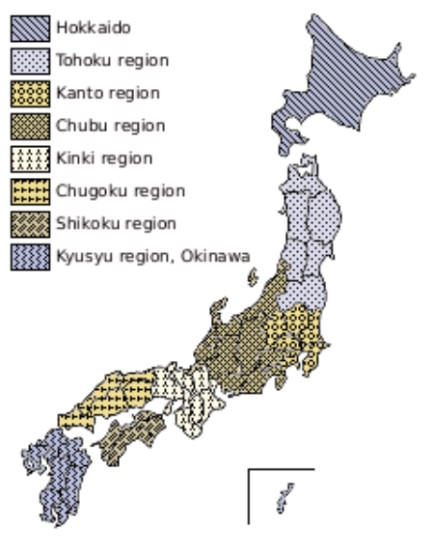 Hokkaido
Tohoku region
Kanto region
Chubu region
Kinki region
Chugoku region
Shikoku region
Kyusyu region, Okinawa